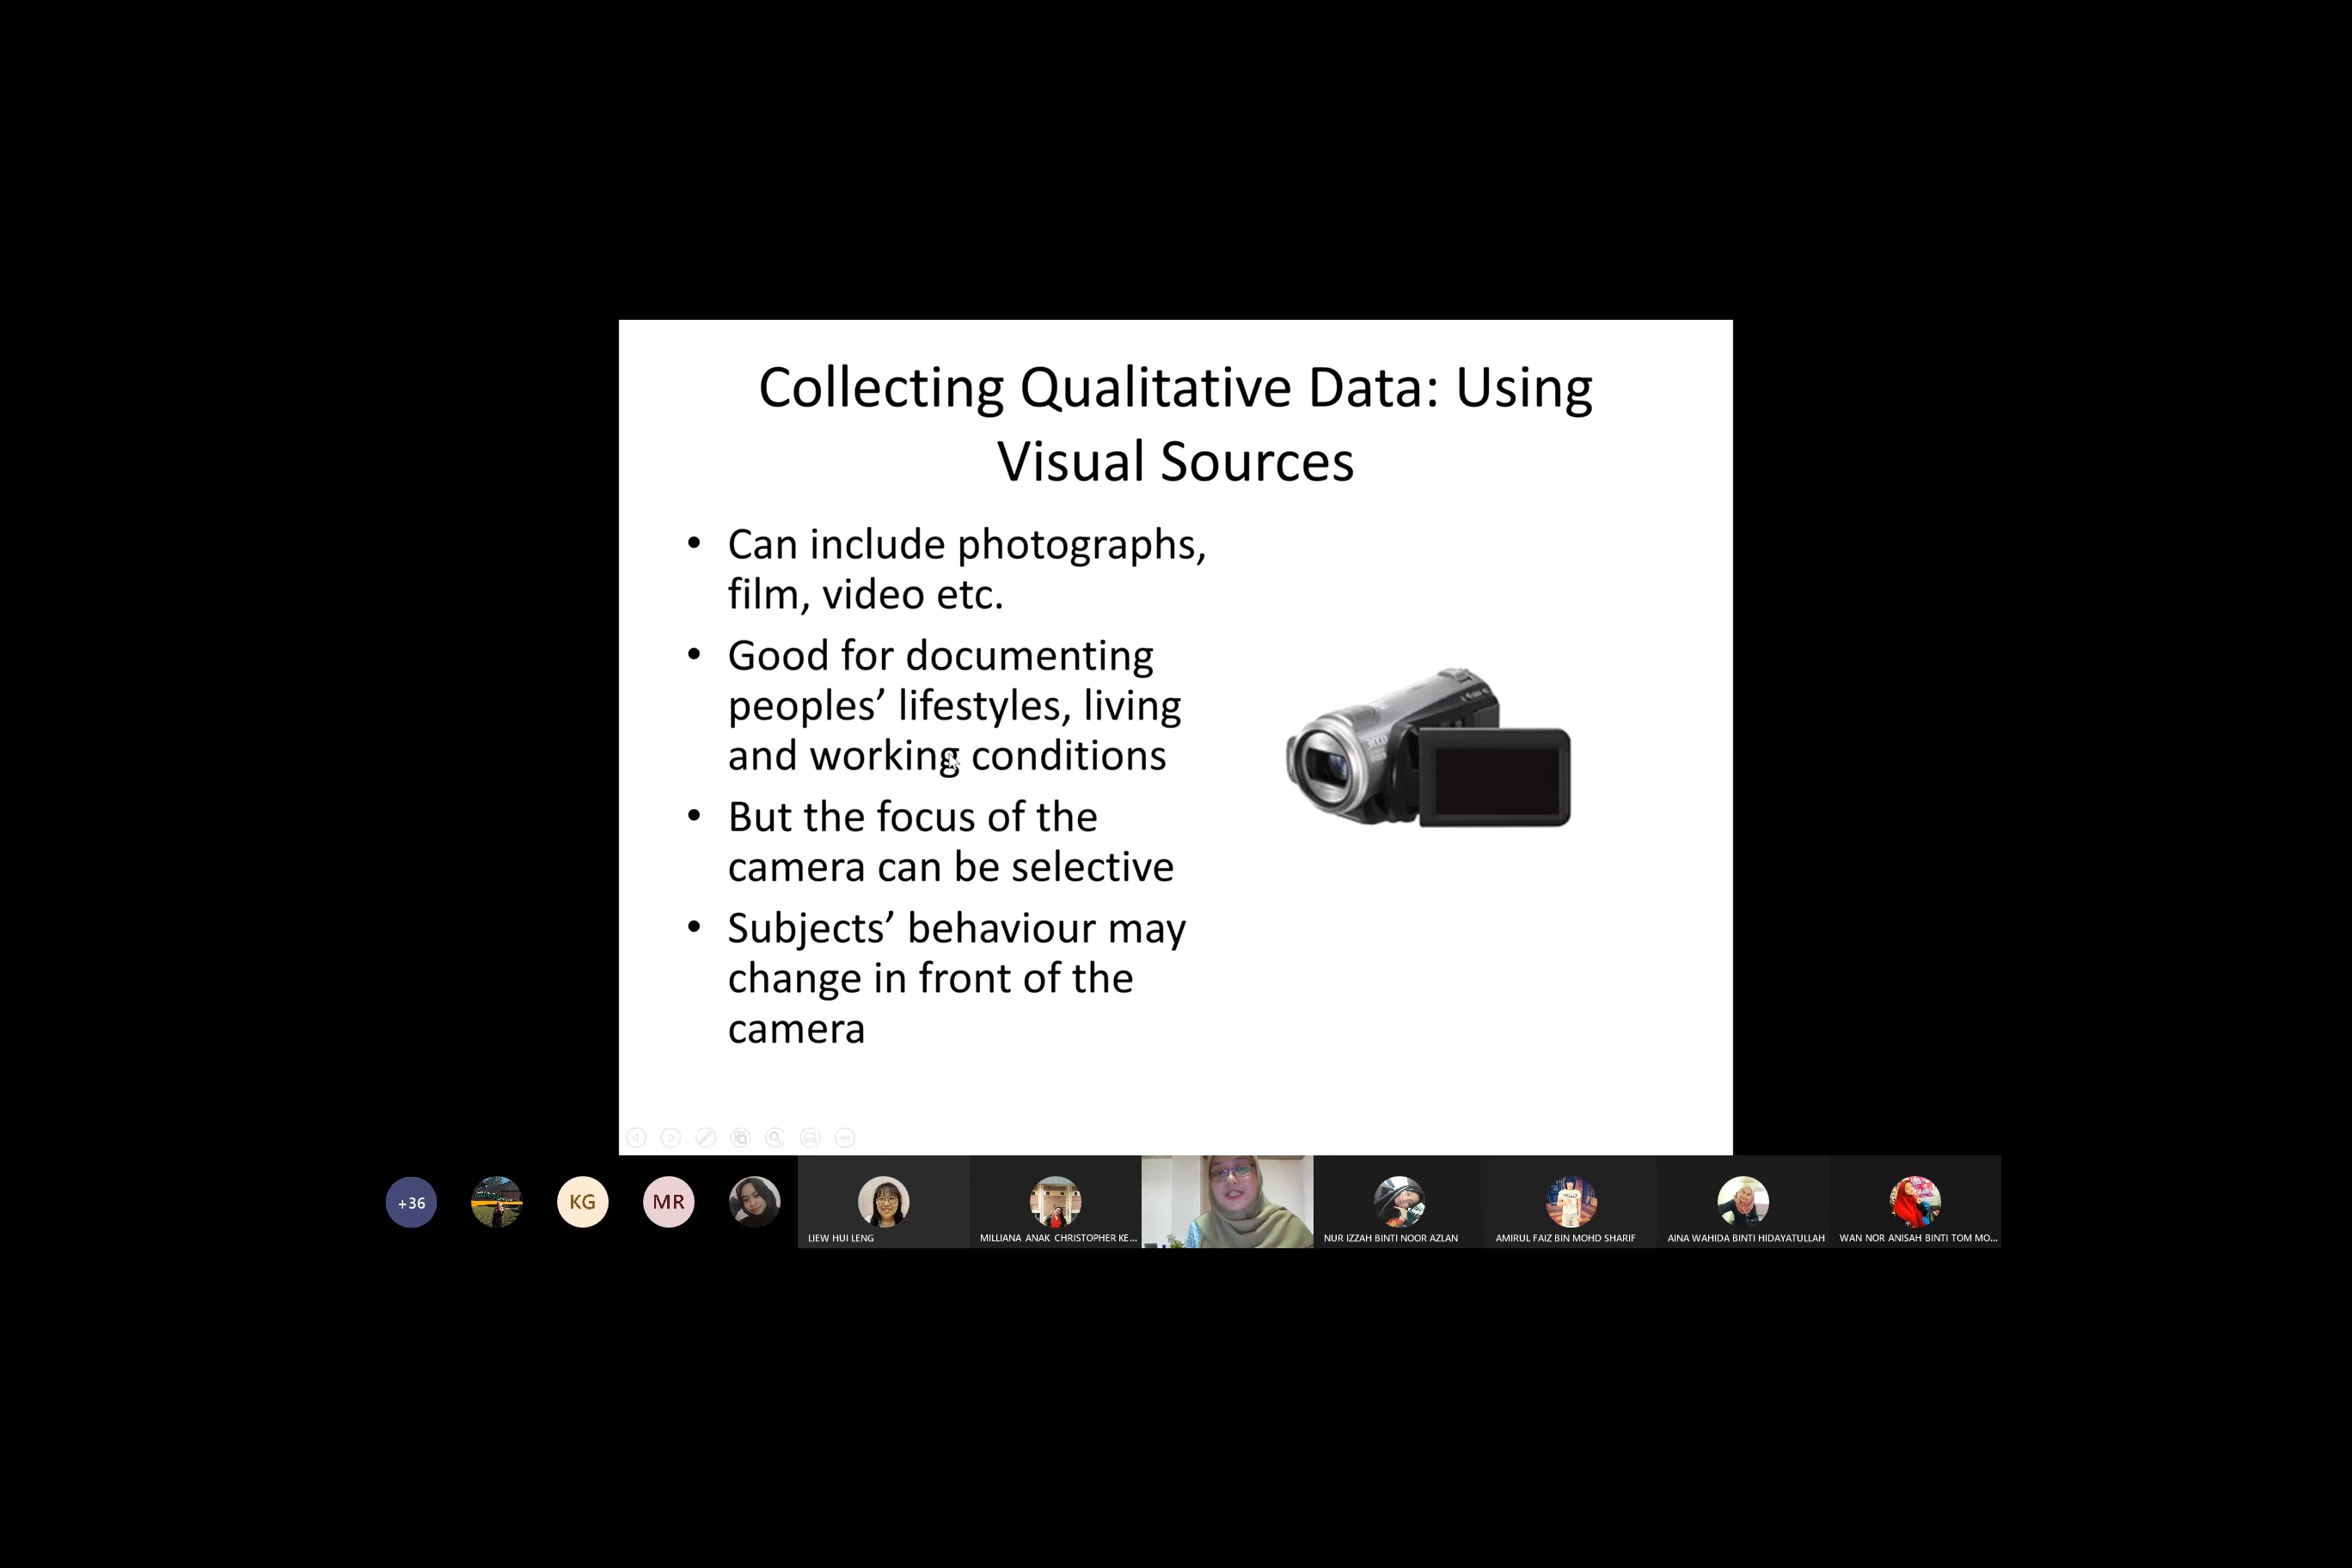 Collecting Qualitative Data: Using
Visual Sources
• Can include photographs,
film, video etc.
• Good for documenting
peoples’ lifestyles, living
and working conditions
• But the focus of the
camera can be selective
• Subjects’ behaviour may
change in front of the
camera
+36
KG
MR
LIEW HUI LENG
MILLIANA ANAK CHRISTOPHER KE...
NUR IZZAH BINTI NOOR AZLAN
AMIRUL FAIZ BIN MOHD SHARIF
AINA WAHIDA BINTI HIDAYATULLAH
WAN NOR ANISAH BINTI TOM MO...